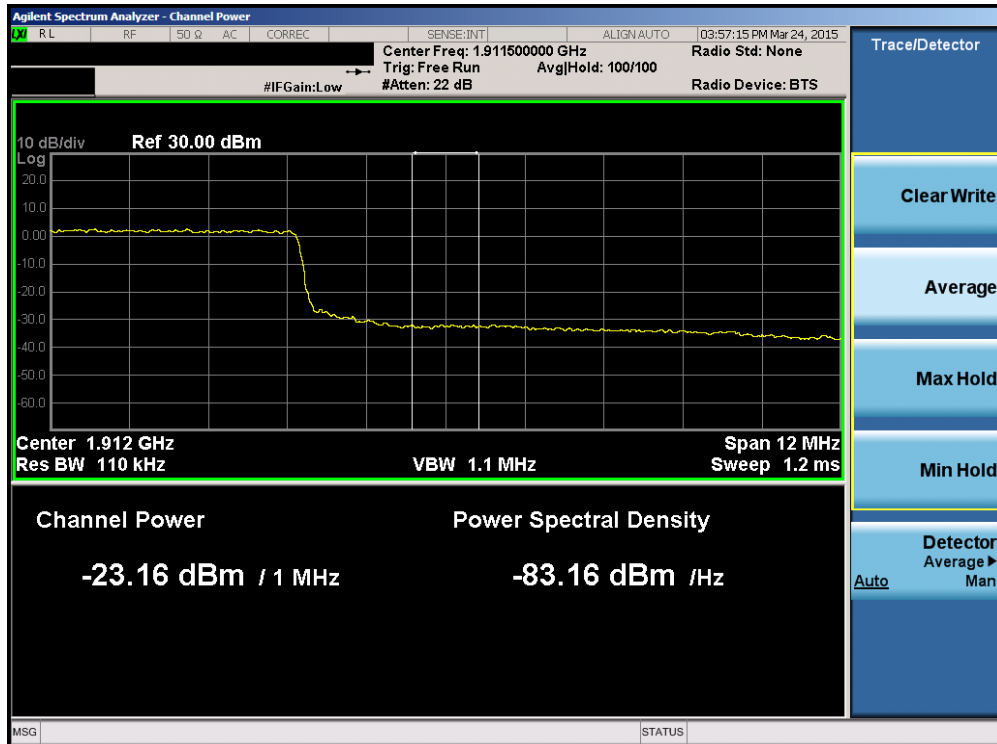 Agilent Spectrum Analyzer - Channel Power
LXI RL RF 50 Ω AC CORREC SENSE:INT ALIGN AUTO 03:57:15 PM Mar 24, 2015
Center Freq: 1.911500000 GHz Radio Std: None
Trig: Free Run Avg|Hold: 100/100
#IFGain:Low #Atten: 22 dB Radio Device: BTS
10 dB/div Ref 30.00 dBm
Log
20.0
10.0
0.00
-10.0
-20.0
-30.0
-40.0
-50.0
-60.0
Center 1.912 GHz Span 12 MHz
Res BW 110 kHz VBW 1.1 MHz Sweep 1.2 ms
Channel Power Power Spectral Density
-23.16 dBm / 1 MHz -83.16 dBm /Hz
Trace/Detector
Clear Write
Average
Max Hold
Min Hold
Detector
Average▶
Auto Man
MSG STATUS